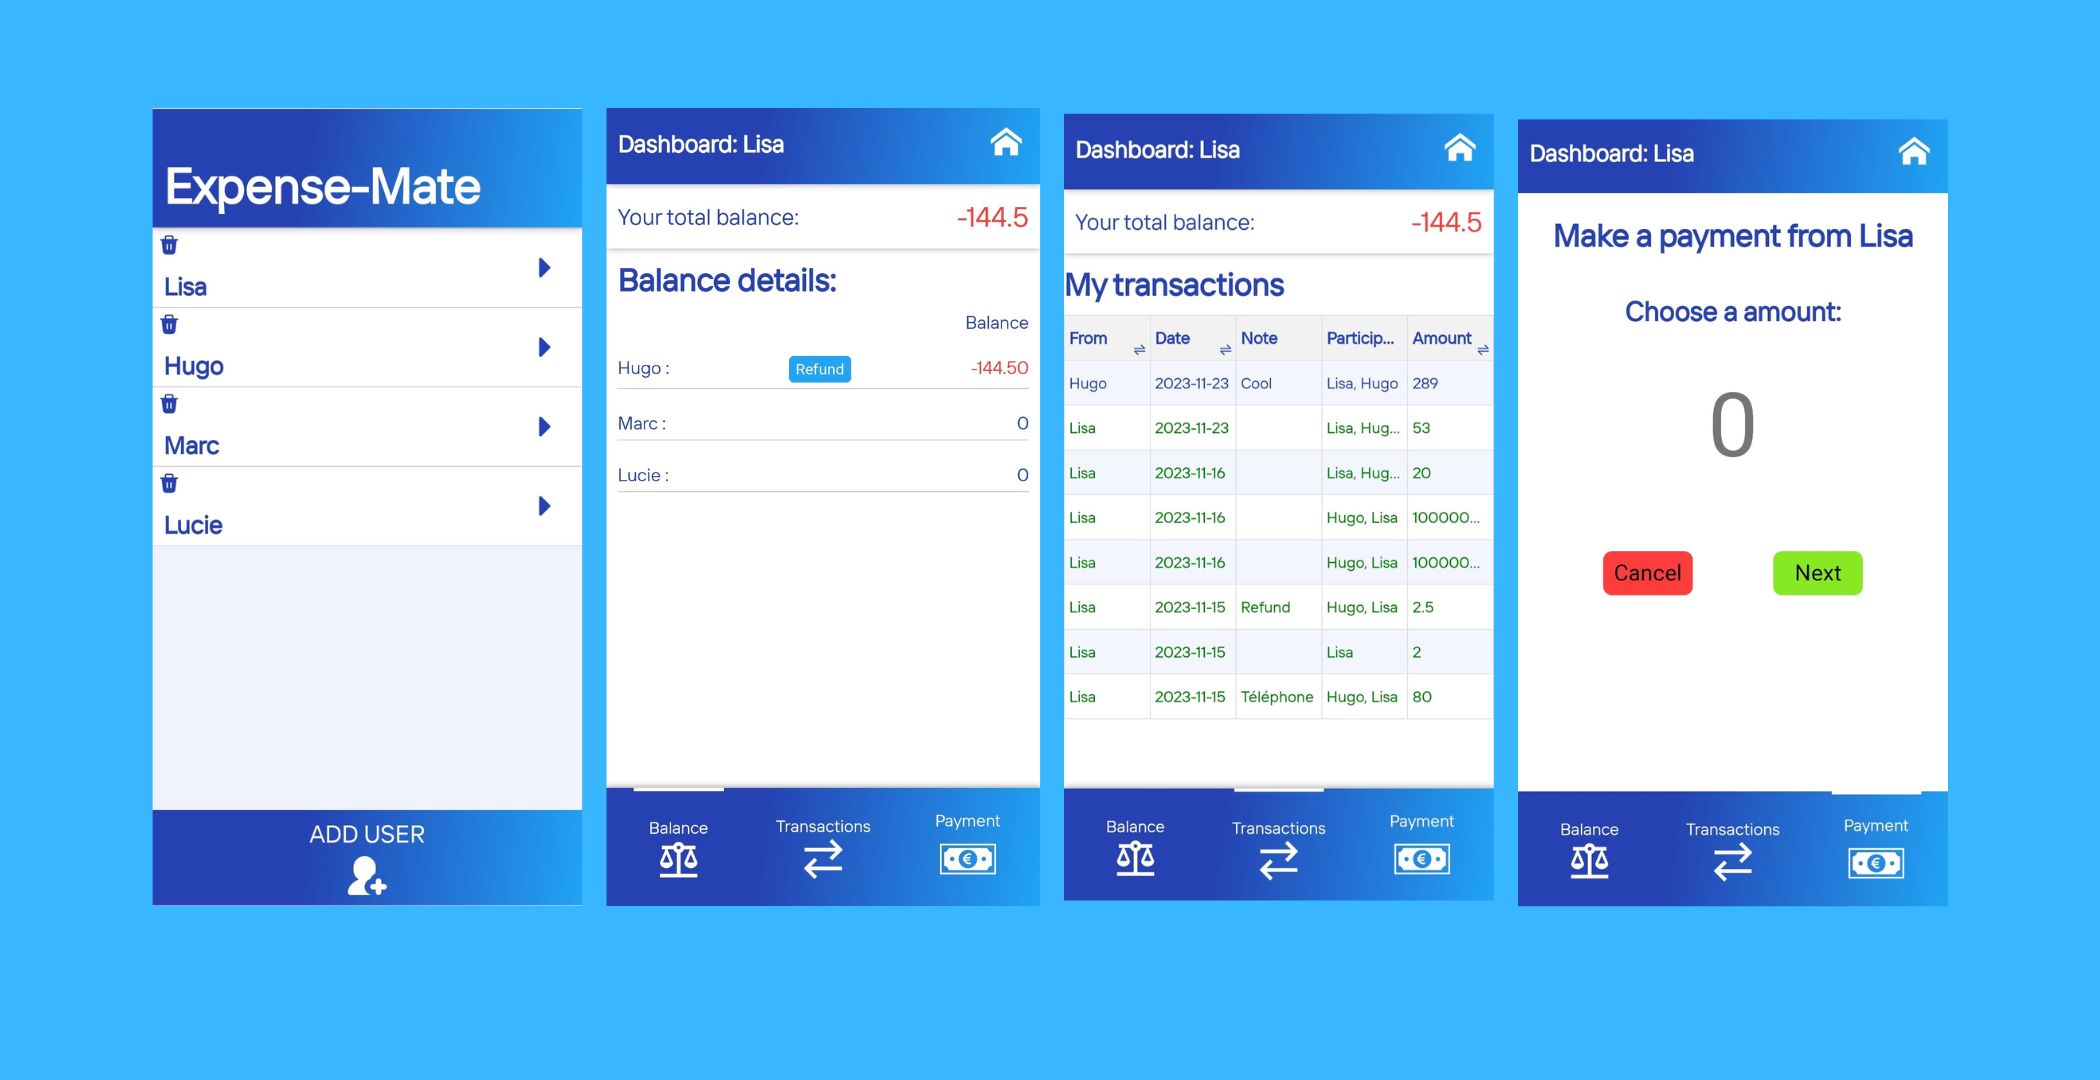 Expense-Mate
Lisa
Hugo
Marc
Lucie
ADD USER
Dashboard: Lisa
Your total balance: -144.5
Balance details:
Balance
Hugo : Refund -144.50
Marc : 0
Lucie : 0
Balance Transactions Payment
Dashboard: Lisa
Your total balance: -144.5
My transactions
From Date Note Particip... Amount
Hugo 2023-11-23 Cool Lisa, Hugo 289
Lisa 2023-11-23 Lisa, Hug... 53
Lisa 2023-11-16 Lisa, Hug... 20
Lisa 2023-11-16 Hugo, Lisa 100000...
Lisa 2023-11-16 Hugo, Lisa 100000...
Lisa 2023-11-15 Refund Hugo, Lisa 2.5
Lisa 2023-11-15 Lisa 2
Lisa 2023-11-15 Téléphone Hugo, Lisa 80
Balance Transactions Payment
Dashboard: Lisa
Make a payment from Lisa
Choose a amount:
0
Cancel Next
Balance Transactions Payment